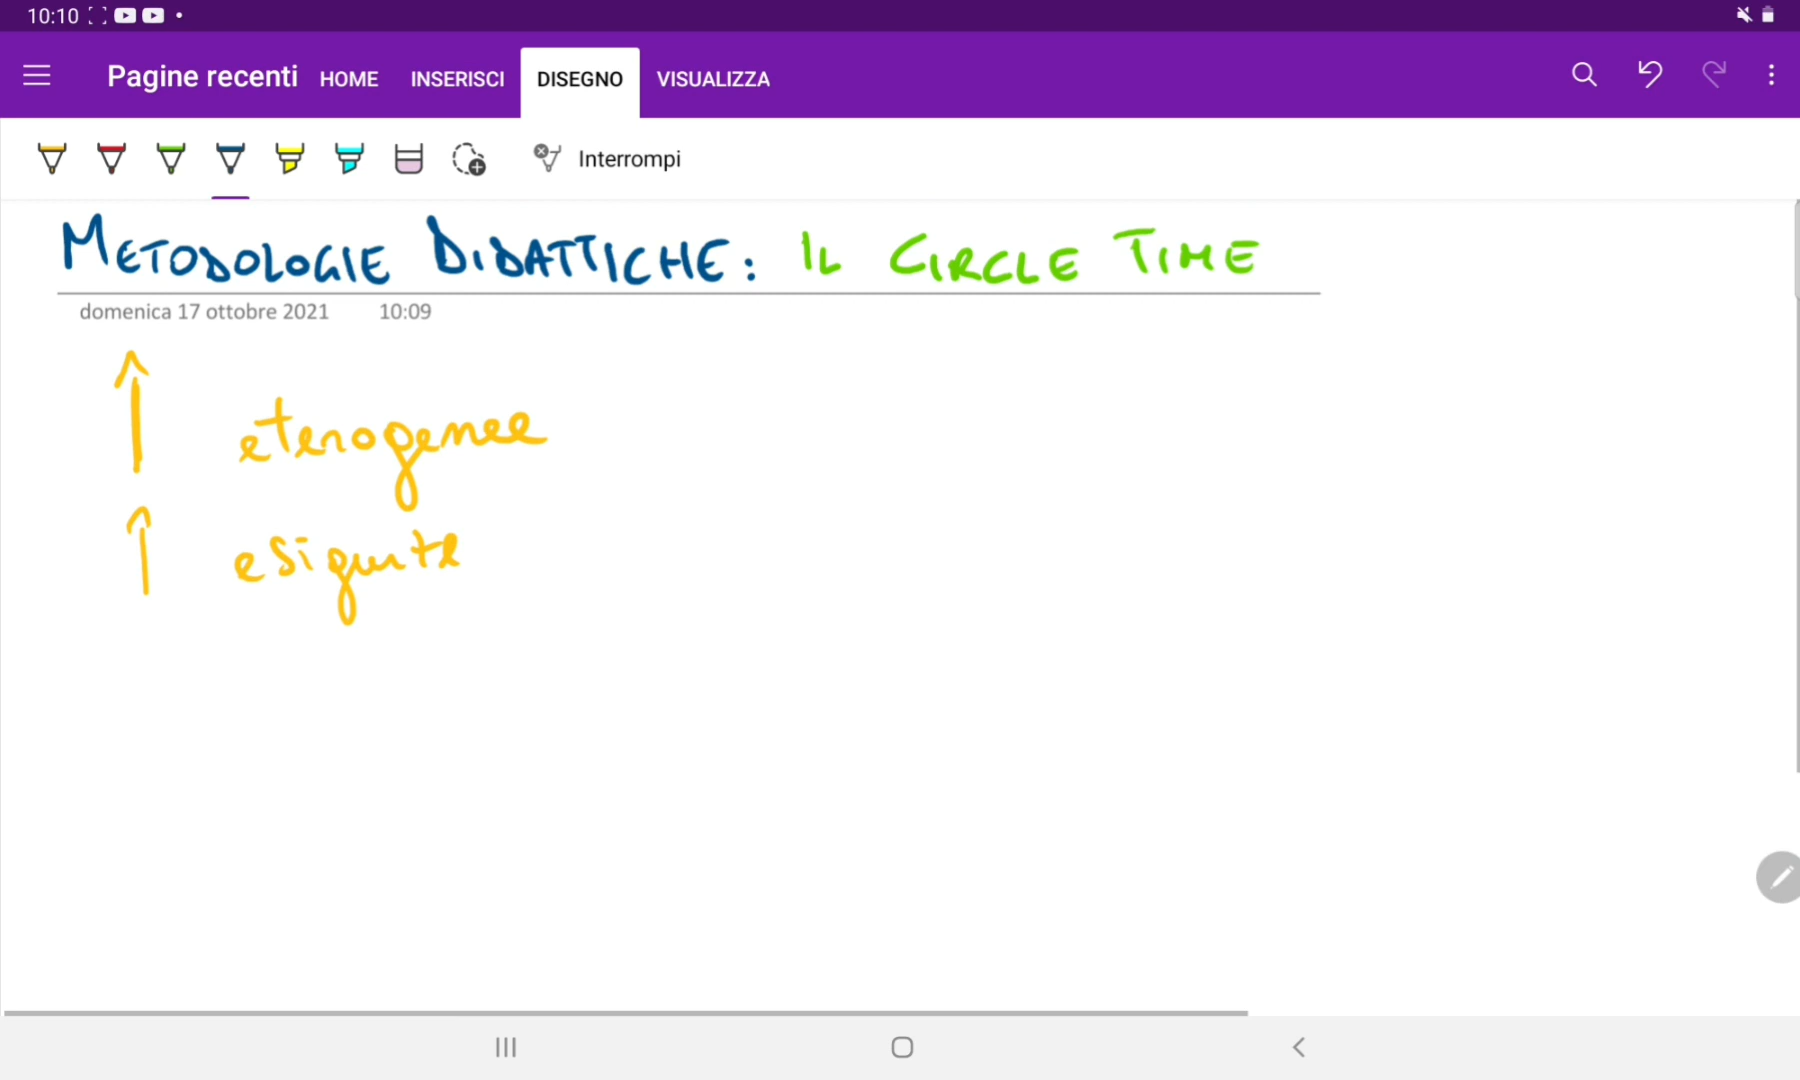 10:10
Pagine recenti HOME INSERISCI DISEGNO VISUALIZZA
Interrompi
METODOLOGIE DIDATTICHE: IL CIRCLE TIME
domenica 17 ottobre 2021 10:09
eterogenee
esigente